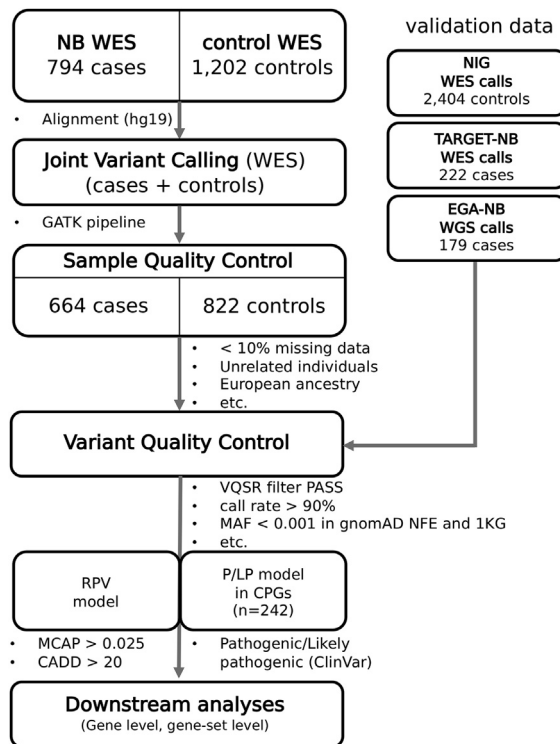 validation data
NB WES
794 cases
control WES
1,202 controls
• Alignment (hg19)
Joint Variant Calling (WES)
(cases + controls)
• GATK pipeline
Sample Quality Control
664 cases
822 controls
• < 10% missing data
• Unrelated individuals
• European ancestry
• etc.
NIG
WES calls
2,404 controls
TARGET-NB
WES calls
222 cases
EGA-NB
WGS calls
179 cases
Variant Quality Control
• VQSR filter PASS
• call rate > 90%
• MAF < 0.001 in gnomAD NFE and 1KG
• etc.
RPV
model
• MCAP > 0.025
• CADD > 20
P/LP model
in CPGs
(n=242)
• Pathogenic/Likely
pathogenic (ClinVar)
Downstream analyses
(Gene level, gene-set level)